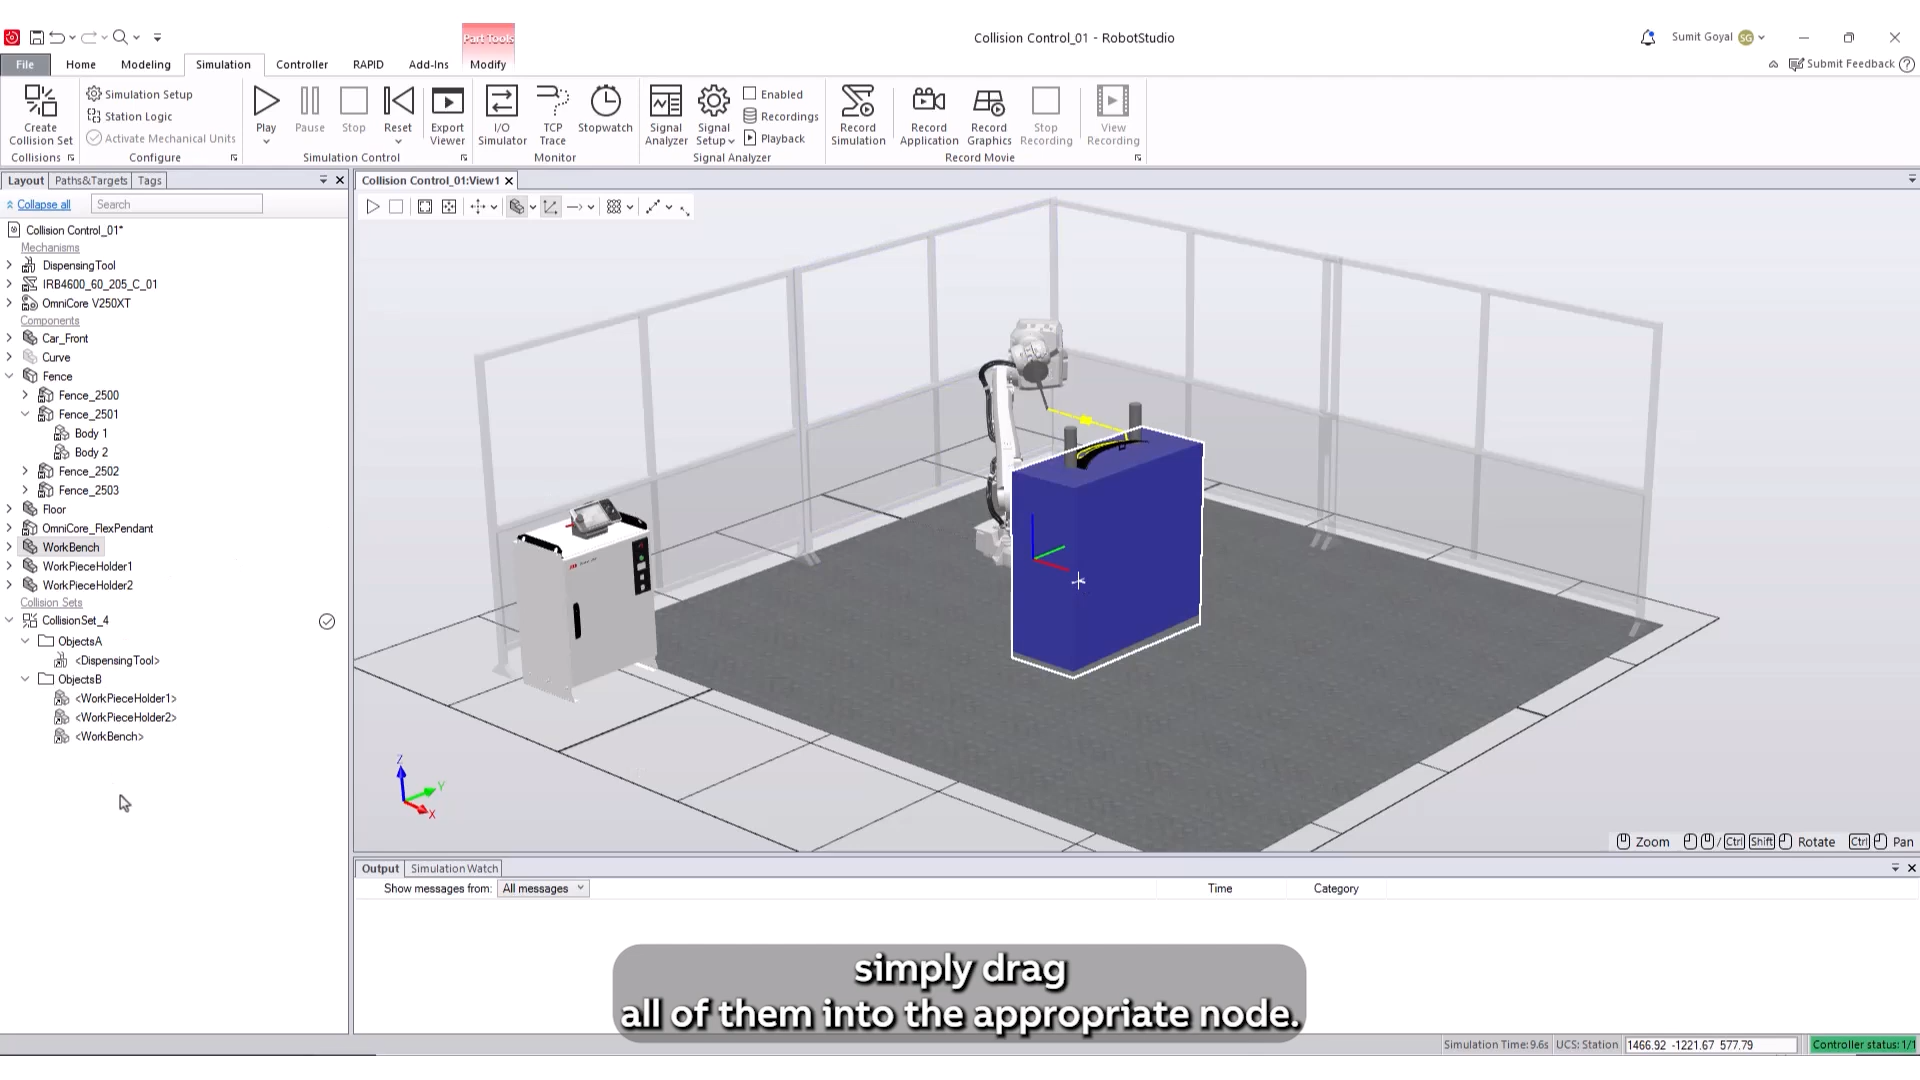 Part Tools
Collision Control_01 - RobotStudio
Sumit Goyal
SG
File
Home
Modeling
Simulation
Controller
RAPID
Add-Ins
Modify
Submit Feedback
Create
Collision Set
Collisions
Simulation Setup
Station Logic
Activate Mechanical Units
Configure
Play
Pause
Stop
Reset
Export
Viewer
Simulation Control
I/O
Simulator
TCP
Trace
Stopwatch
Monitor
Signal
Analyzer
Signal
Setup
Enabled
Recordings
Playback
Signal Analyzer
Record
Simulation
Record
Application
Record
Graphics
Stop
Recording
View
Recording
Record Movie
Layout
Paths&Targets
Tags
Collapse all
Search
Collision Control_01*
Mechanisms
DispensingTool
IRB4600_60_205_C_01
OmniCore V250XT
Components
Car_Front
Curve
Fence
Fence_2500
Fence_2501
Body 1
Body 2
Fence_2502
Fence_2503
Floor
OmniCore_FlexPendant
WorkBench
WorkPieceHolder1
WorkPieceHolder2
Collision Sets
CollisionSet_4
ObjectsA
<DispensingTool>
ObjectsB
<WorkPieceHolder1>
<WorkPieceHolder2>
<WorkBench>
Collision Control_01:View1
Z
Y
X
Zoom
/ Ctrl Shift Rotate
Ctrl Pan
Output
Simulation Watch
Show messages from: All messages
Time
Category
simply drag
all of them into the appropriate node.
Simulation Time: 9.6s
UCS: Station
1466.92 -1221.67 577.79
Controller status: 1/1